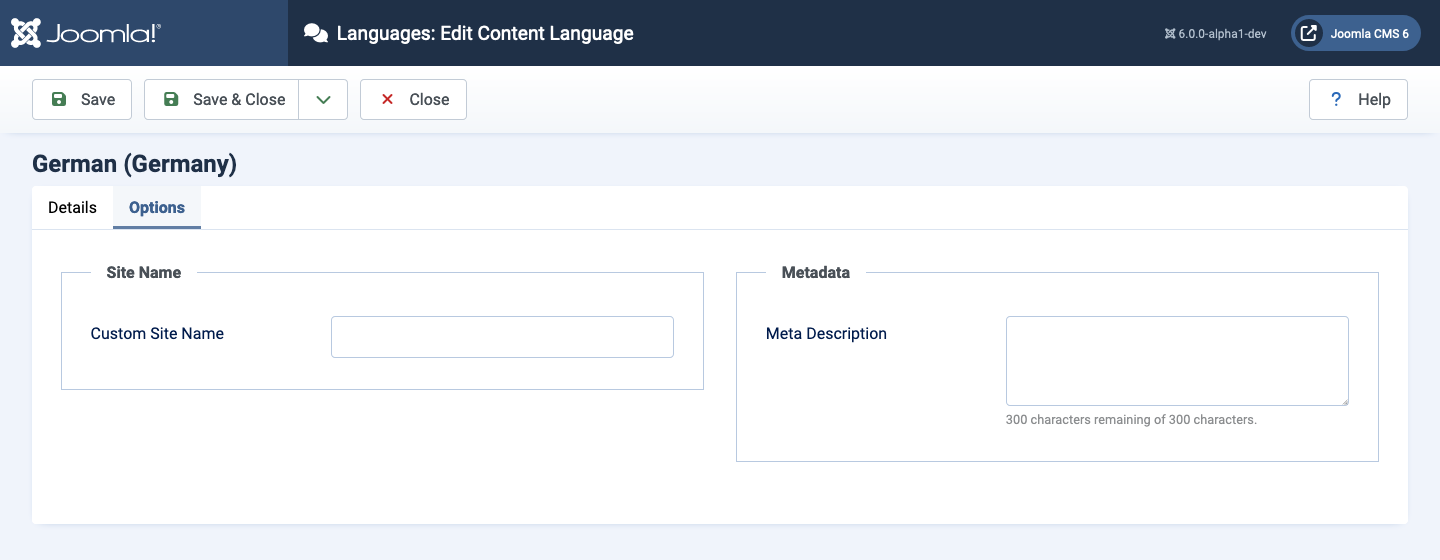 Joomla!®
Languages: Edit Content Language
6.0.0-alpha1-dev
Joomla CMS 6
Save
Save & Close
Close
? Help
German (Germany)
Details
Options
Site Name
Custom Site Name
Metadata
Meta Description
300 characters remaining of 300 characters.